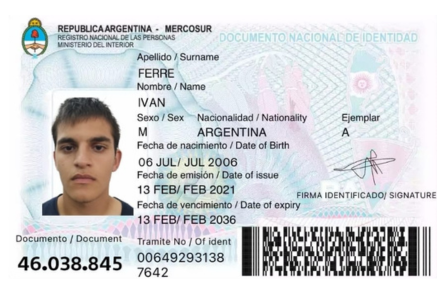 REPUBLICA ARGENTINA - MERCOSUR
REGISTRO NACIONAL DE LAS PERSONAS
MINISTERIO DEL INTERIOR
DOCUMENTO NACIONAL DE IDENTIDAD
Apellido / Surname
FERRE
Nombre / Name
IVAN
Sexo / Sex Nacionalidad / Nationality Ejemplar
M ARGENTINA A
Fecha de nacimiento / Date of Birth
06 JUL/ JUL 2006
Fecha de emisión / Date of issue
13 FEB/ FEB 2021
FIRMA IDENTIFICADO/ SIGNATURE
Fecha de vencimiento / Date of expiry
13 FEB/ FEB 2036
Documento / Document
46.038.845
Tramite No / Of ident
00649293138
7642